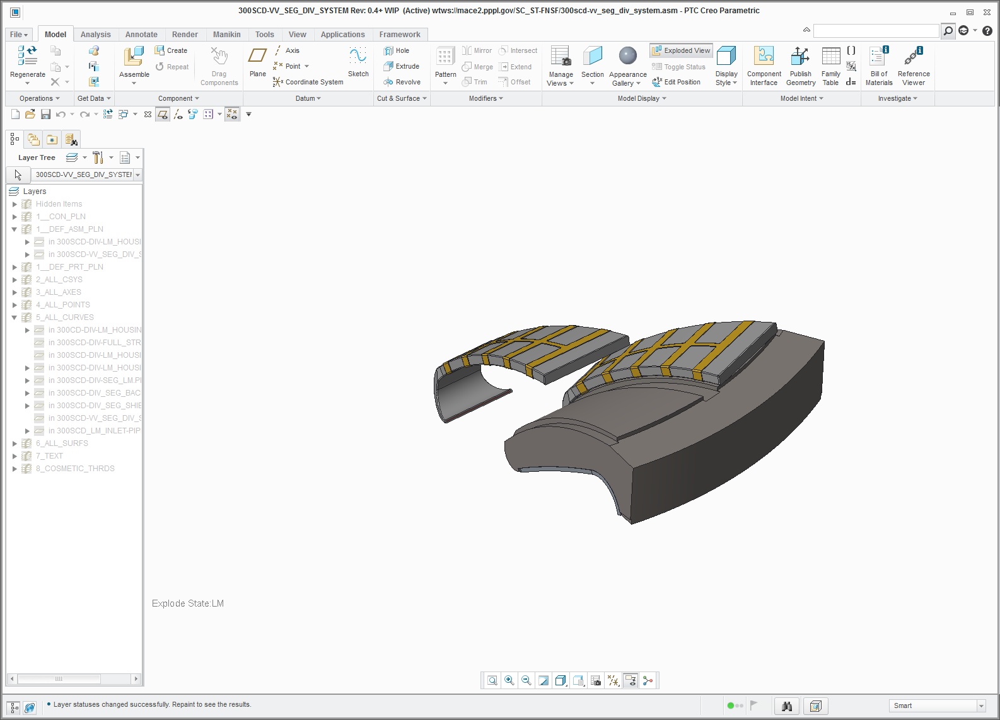 300SCD-VV_SEG_DIV_SYSTEM Rev: 0.4+ WIP (Active) wtws://mace2.pppl.gov/SC_ST-FNSF/300scd-vv_seg_div_system.asm - PTC Creo Parametric
File Model Analysis Annotate Render Manikin Tools View Applications Framework
Regenerate
Operations
Get Data
Assemble
Create
Repeat
Drag Components
Component
Plane
Axis
Point
Coordinate System
Sketch
Datum
Hole
Extrude
Revolve
Cut & Surface
Pattern
Mirror
Merge
Trim
Intersect
Extend
Offset
Modifiers
Manage Views
Section
Appearance Gallery
Exploded View
Toggle Status
Edit Position
Display Style
Model Display
Component Interface
Publish Geometry
Family Table
Model Intent
Bill of Materials
Reference Viewer
Investigate
Layer Tree
300SCD-VV_SEG_DIV_SYSTEM
Layers
Hidden Items
1__CON_PLN
1__DEF_ASM_PLN
in 300SCD-DIV-LM_HOUSI
in 300SCD-VV_SEG_DIV_S
1__DEF_PRT_PLN
2_ALL_CSYS
3_ALL_AXES
4_ALL_POINTS
5_ALL_CURVES
in 300CD-DIV-LM_HOUSIN
in 300SCD-DIV-FULL_STR
in 300SCD-DIV-LM_HOUSI
in 300SCD-DIV-LM_HOUSI
in 300SCD-DIV-SEG_LM.PI
in 300SCD-DIV_SEG_BAC
in 300SCD-DIV_SEG_SHIE
in 300SCD-VV_SEG_DIV_S
in 300SCD_LM_INLET-PIP
6_ALL_SURFS
7_TEXT
8_COSMETIC_THRDS
Explode State:LM
Layer statuses changed successfully. Repaint to see the results.
Smart